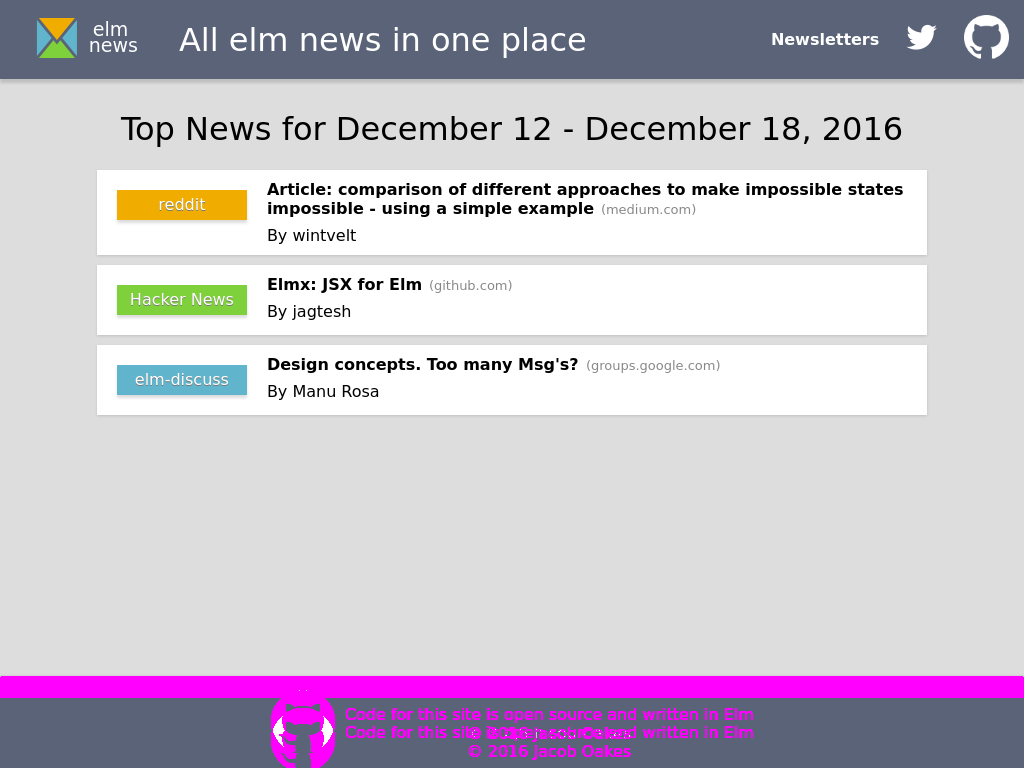 elm
news
All elm news in one place
Newsletters
Top News for December 12 - December 18, 2016
reddit
Article: comparison of different approaches to make impossible states
impossible - using a simple example (medium.com)
By wintvelt
Hacker News
Elmx: JSX for Elm (github.com)
By jagtesh
elm-discuss
Design concepts. Too many Msg's? (groups.google.com)
By Manu Rosa
Code for this site is open source and written in Elm
Code for this site is open source and written in Elm
© 2016 Jacob Oakes
© 2016 Jacob Oakes